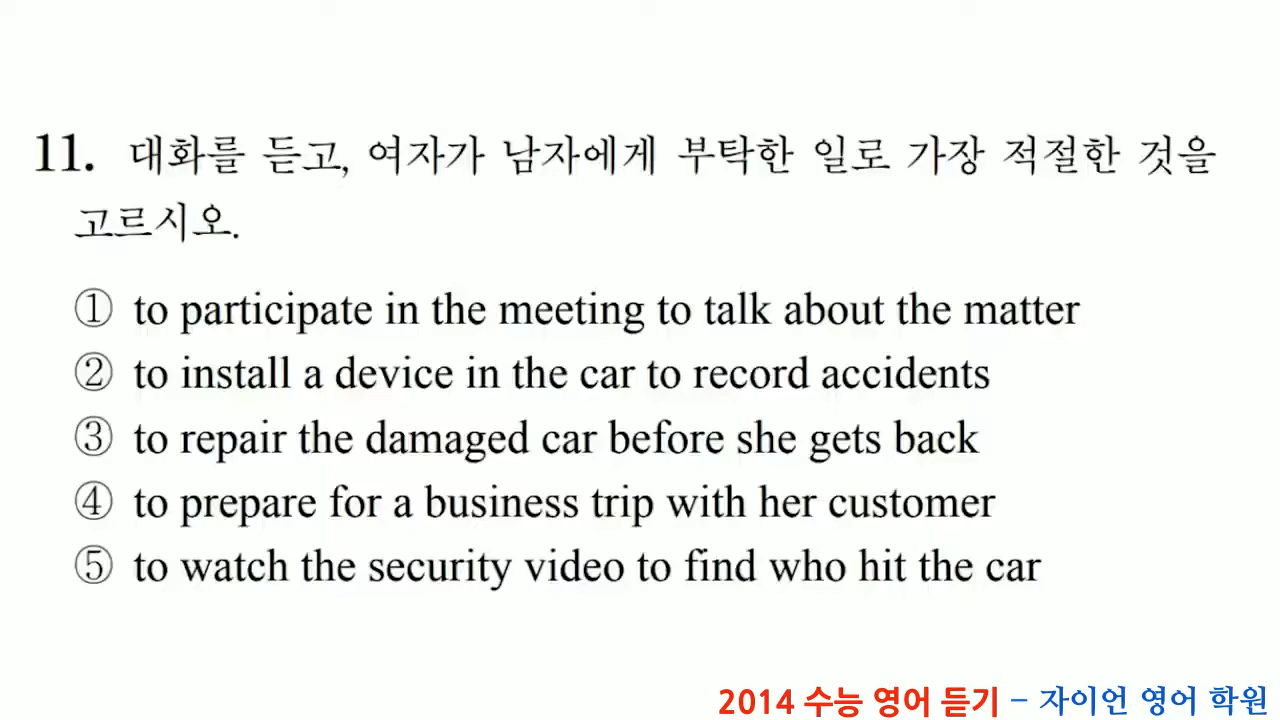 11. 대화를 듣고, 여자가 남자에게 부탁한 일로 가장 적절한 것을
고르시오.
① to participate in the meeting to talk about the matter
② to install a device in the car to record accidents
③ to repair the damaged car before she gets back
④ to prepare for a business trip with her customer
⑤ to watch the security video to find who hit the car
2014 수능 영어 듣기 – 자이언 영어 학원